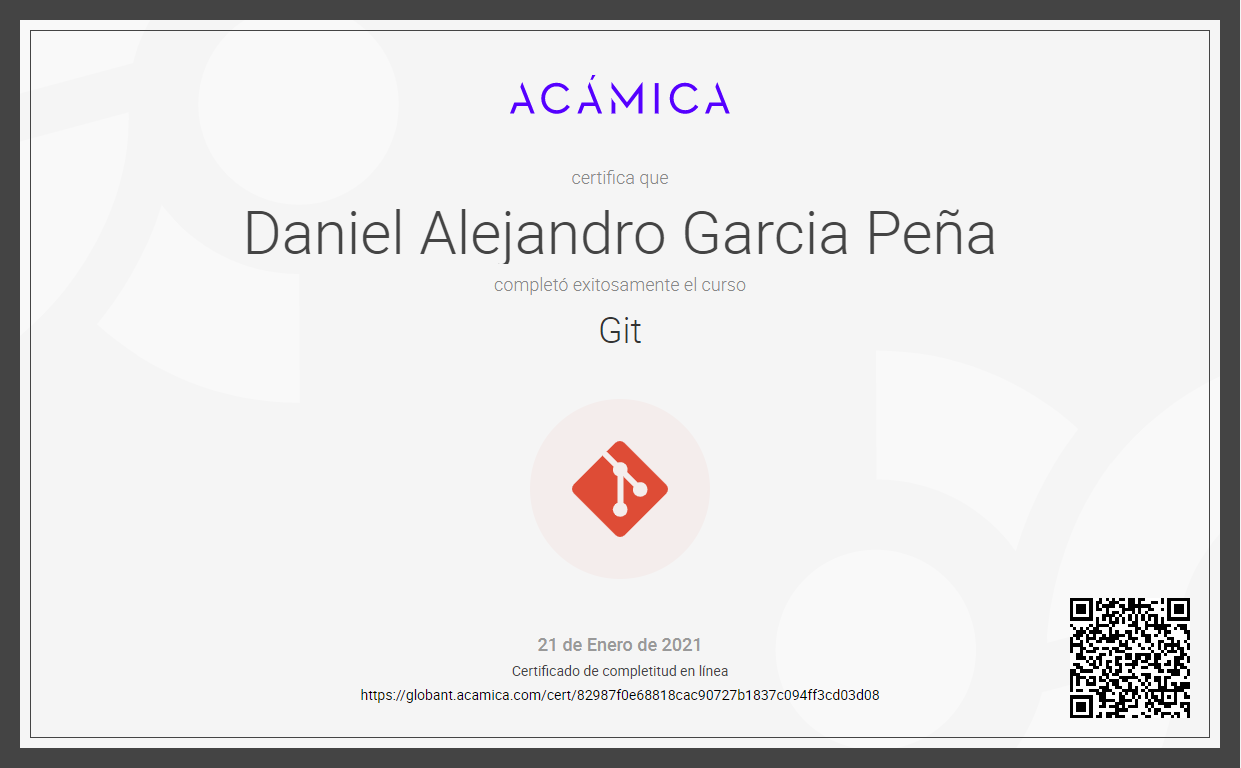 ACÁMICA
certifica que
Daniel Alejandro Garcia Peña
completó exitosamente el curso
Git
21 de Enero de 2021
Certificado de completitud en línea
https://globant.acamica.com/cert/82987f0e68818cac90727b1837c094ff3cd03d08